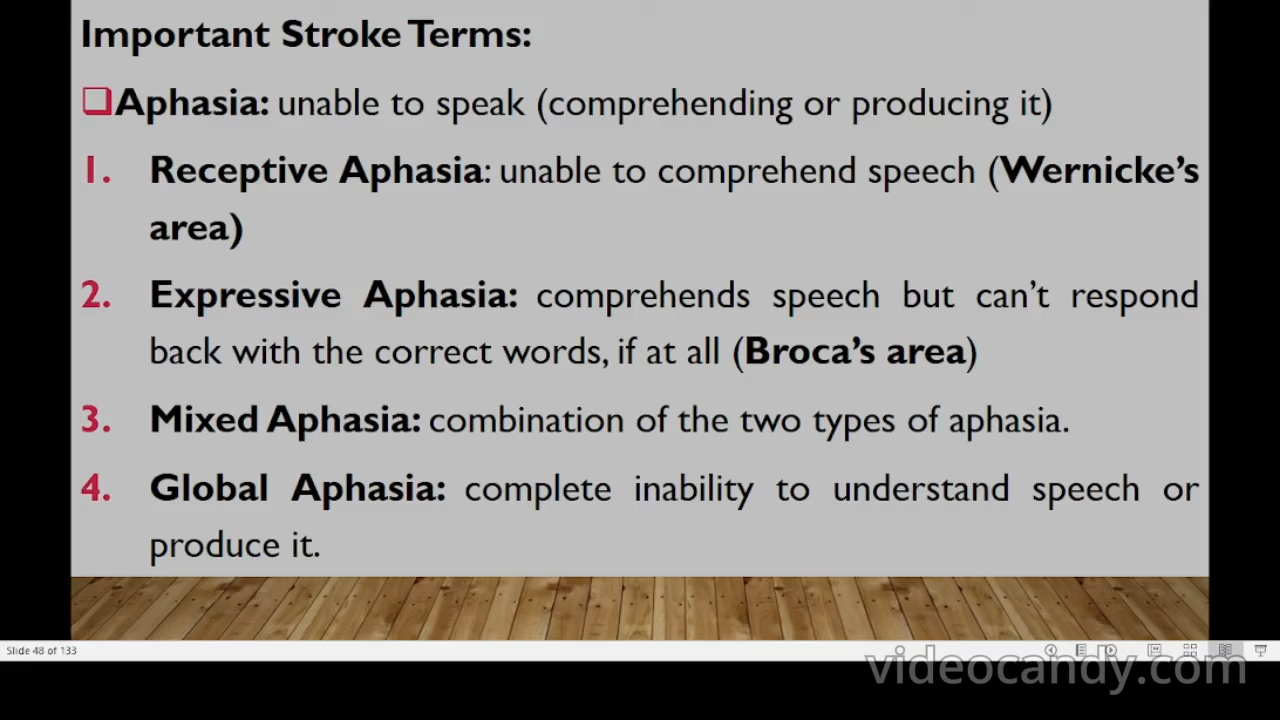 Important Stroke Terms:
❑Aphasia: unable to speak (comprehending or producing it)
1. Receptive Aphasia: unable to comprehend speech (Wernicke’s
area)
2. Expressive Aphasia: comprehends speech but can’t respond
back with the correct words, if at all (Broca’s area)
3. Mixed Aphasia: combination of the two types of aphasia.
4. Global Aphasia: complete inability to understand speech or
produce it.
Slide 48 of 133
videocandy.com